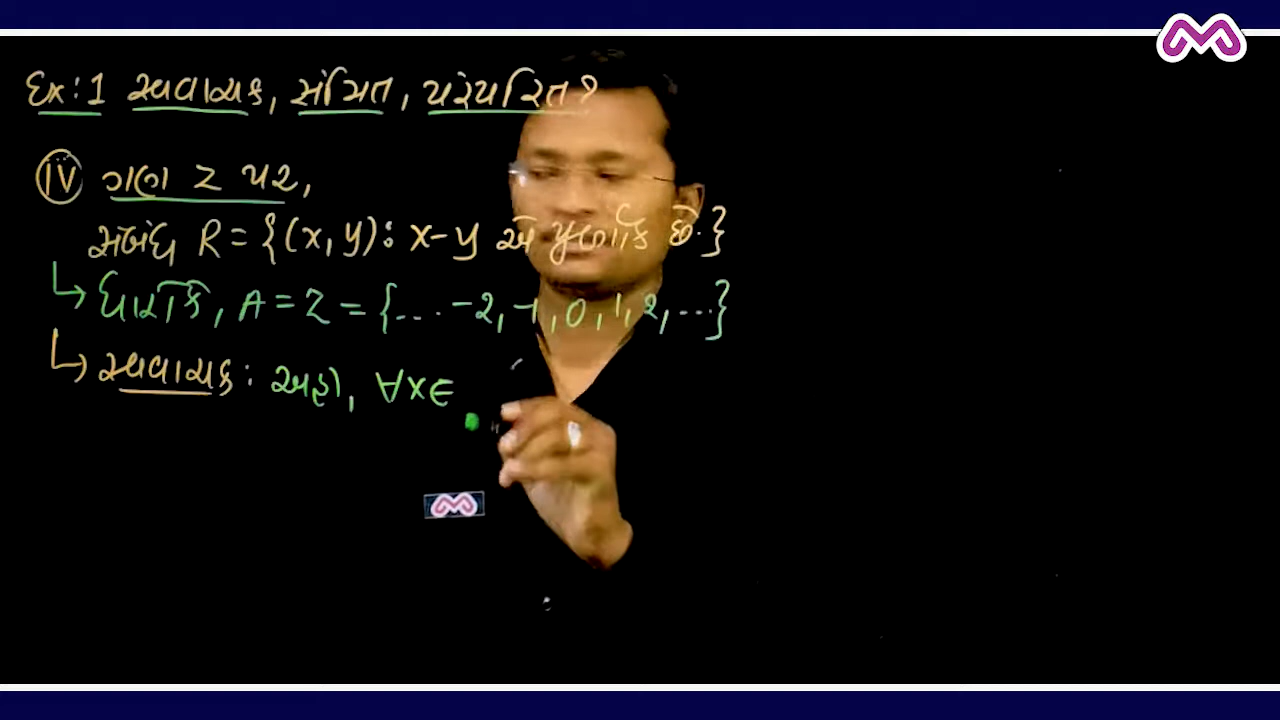 Ex:1 સ્વવાચક, સંમિત, પરંપરિત?
iv ગણ Z પર,
સંબંધ R = {(x, y): x-y એ પૂર્ણાંક છે.}
↳ ધારો કે, A = Z = {... -2, -1, 0, 1, 2, ...}
↳ સ્વવાચક: અહીં, ∀x∈